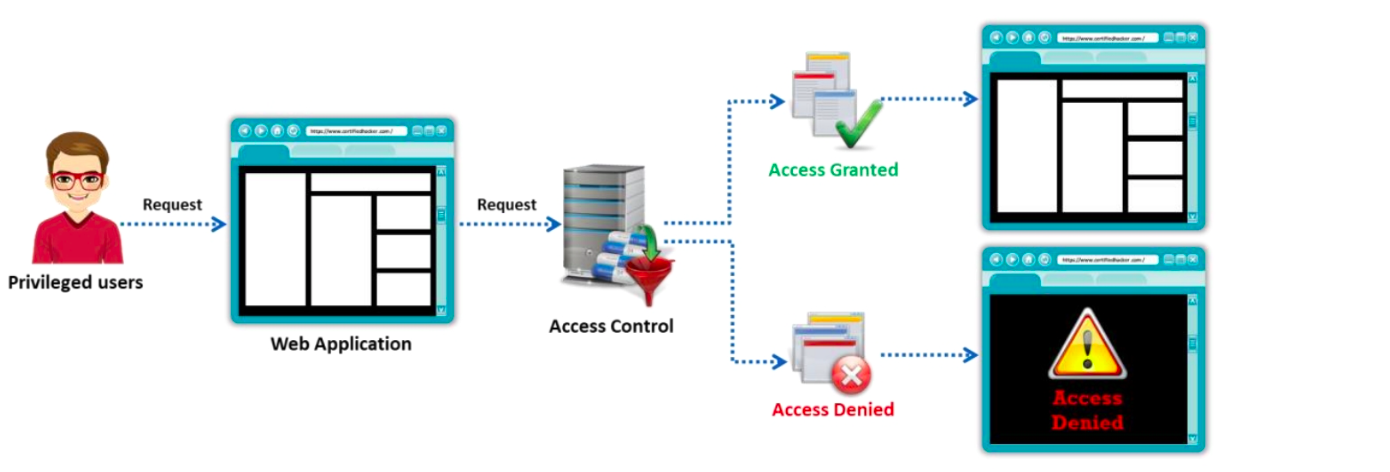 Privileged users
Request
https://www.certifiedhacker.com/
Web Application
Request
Access Control
Access Granted
https://www.certifiedhacker.com/
Access Denied
https://www.certifiedhacker.com/
Access
Denied